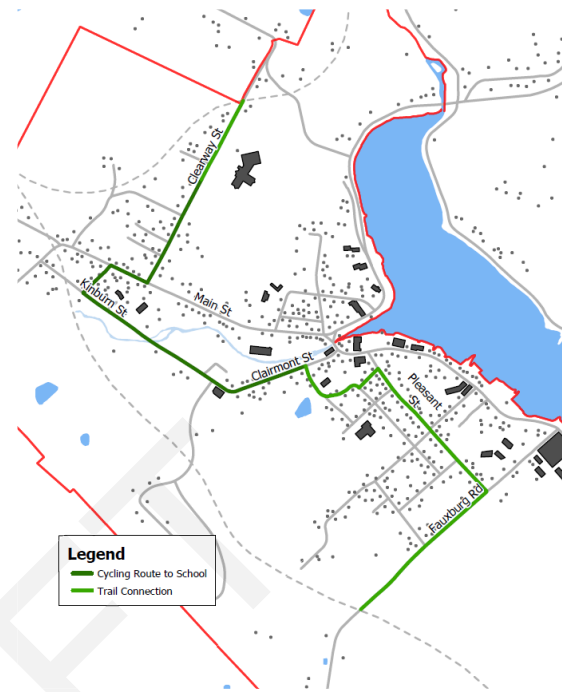 Clearway St
Kinburn St
Main St
Clairmont St
Pleasant
St
Fauxburg Rd
Legend
Cycling Route to School
Trail Connection